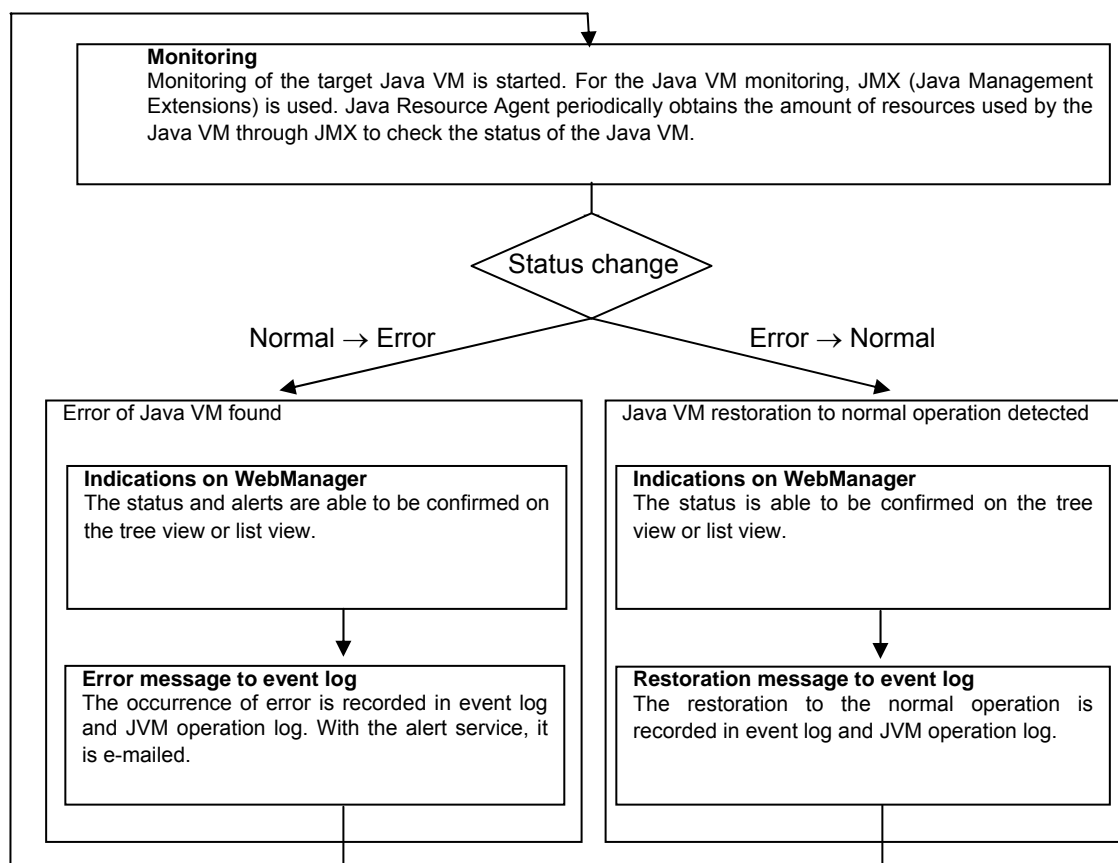 Monitoring
Monitoring of the target Java VM is started. For the Java VM monitoring, JMX (Java Management
Extensions) is used. Java Resource Agent periodically obtains the amount of resources used by the
Java VM through JMX to check the status of the Java VM.
Status change
Normal → Error
Error → Normal
Error of Java VM found
Indications on WebManager
The status and alerts are able to be confirmed on
the tree view or list view.
Error message to event log
The occurrence of error is recorded in event log
and JVM operation log. With the alert service, it
is e-mailed.
Java VM restoration to normal operation detected
Indications on WebManager
The status is able to be confirmed on the tree
view or list view.
Restoration message to event log
The restoration to the normal operation is
recorded in event log and JVM operation log.